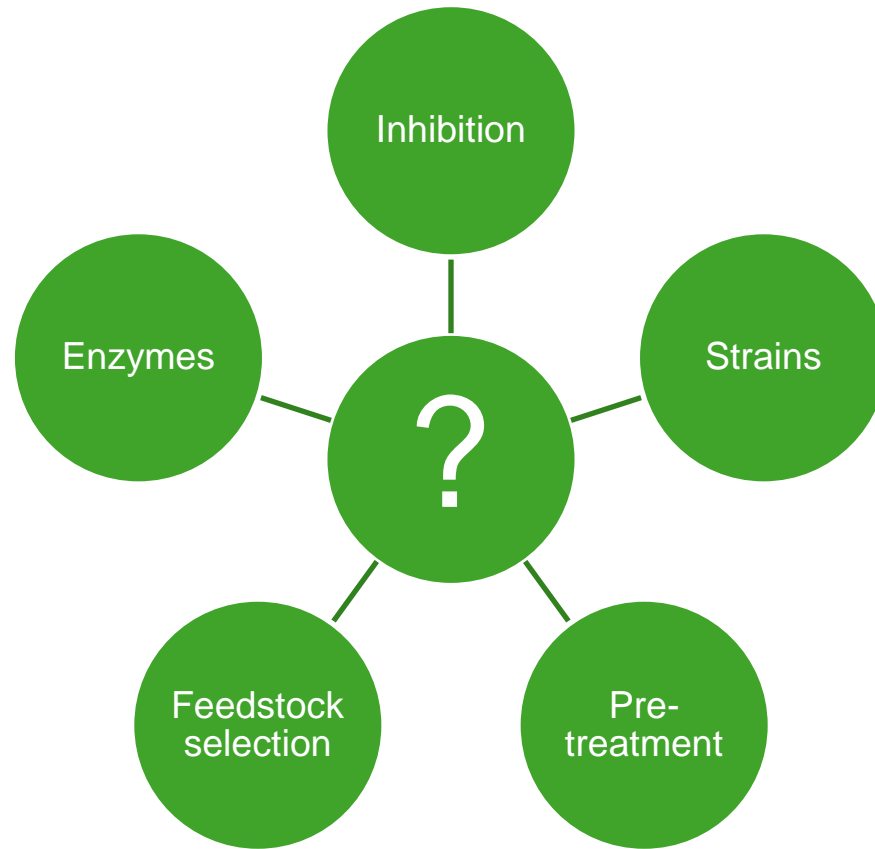 Inhibition
Enzymes
Strains
?
Feedstock
selection
Pre-
treatment